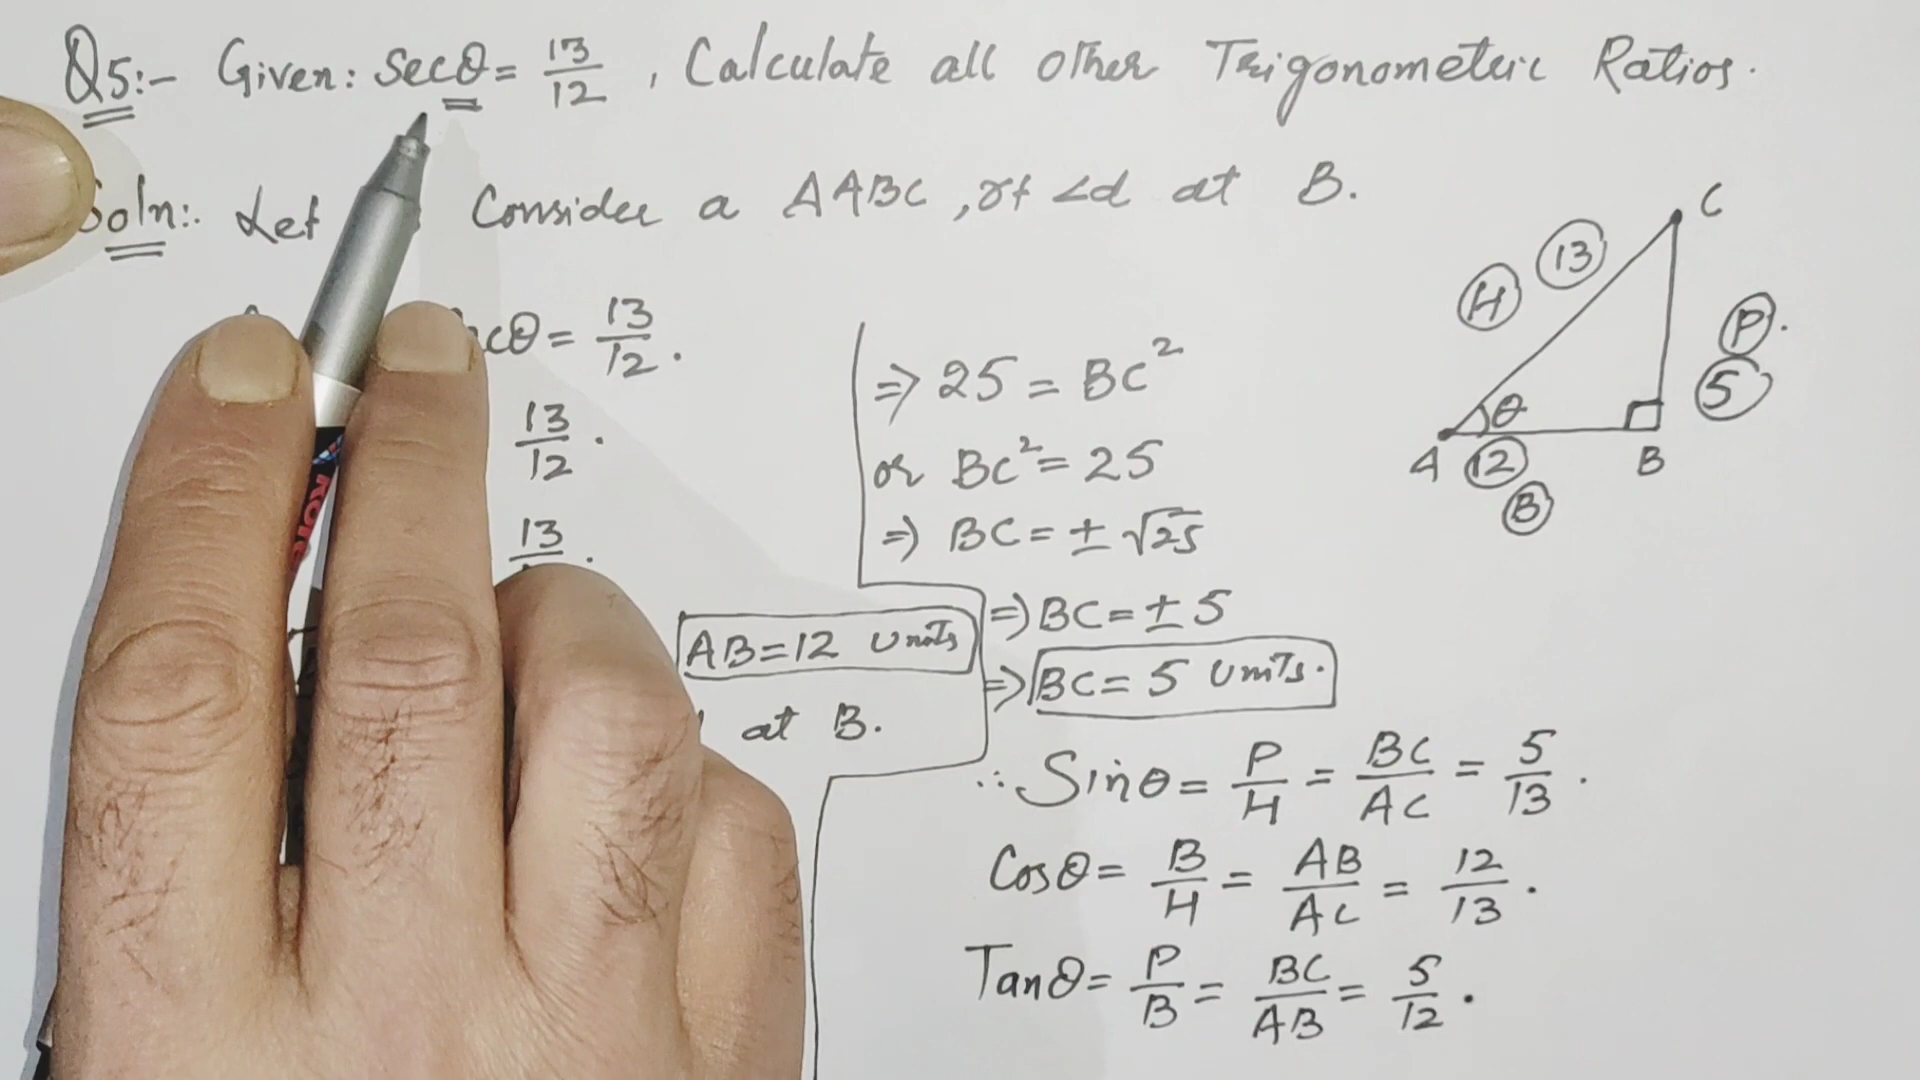 Q5:- Given: Secθ = 13/12 , Calculate all other Trigonometric Ratios.
Soln:. Let Consider a ΔABC, rt ∠d at B.
cθ = 13/12 .
13/12 .
13 .
AB=12 Units
at B.
=> 25 = BC²
or BC² = 25
=> BC = ± √25
=> BC = ± 5
=> BC = 5 Units.
∴ Sinθ = P/H = BC/AC = 5/13 .
Cosθ = B/H = AB/AC = 12/13 .
Tanθ = P/B = BC/AB = 5/12 .
C
13
H
P.
5
θ
A 12 B
B